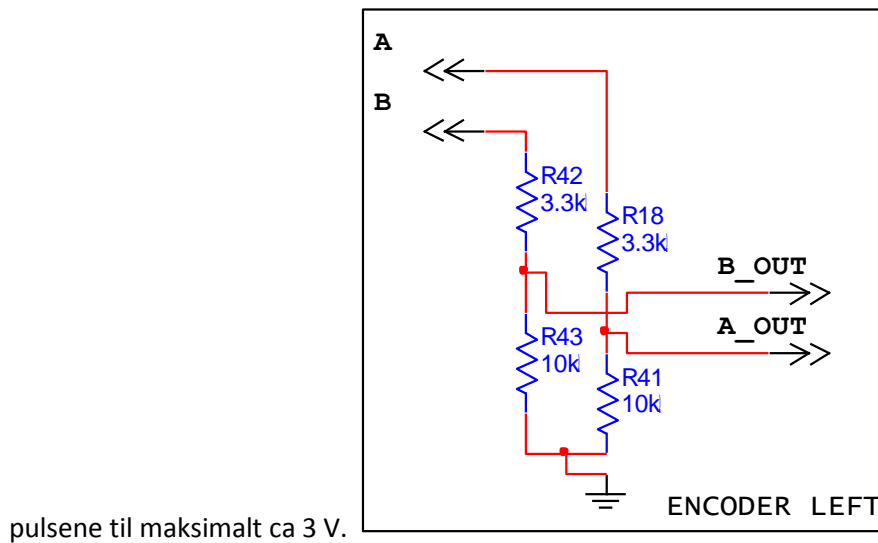 A
B
R42
3.3k
R18
3.3k
B_OUT
A_OUT
R43
10k
R41
10k
ENCODER LEFT
pulsene til maksimalt ca 3 V.